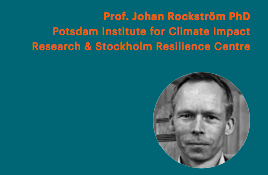 Prof. Johan Rockström PhD
Potsdam Institute for Climate Impact
Research & Stockholm Resilience Centre